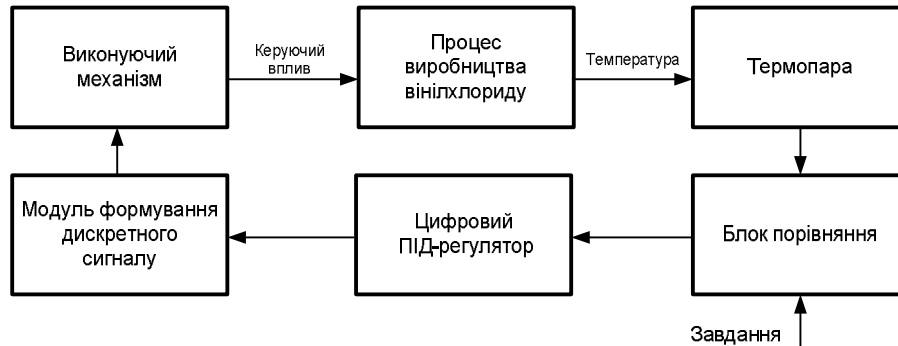 Виконуючий
механізм
Керуючий
вплив
Процес
виробництва
вінілхлориду
Температура
Термопара
Модуль формування
дискретного
сигналу
Цифровий
ПІД-регулятор
Блок порівняння
Завдання